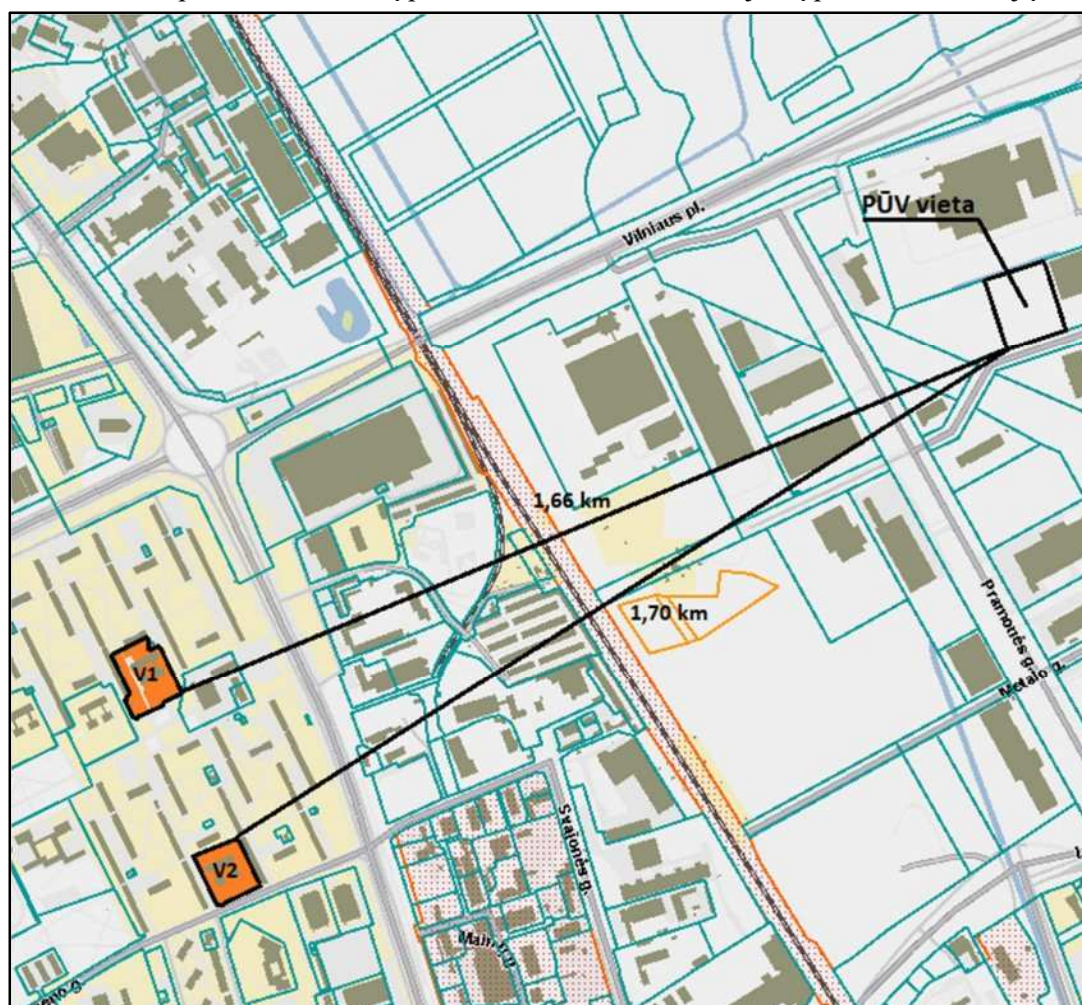 PŪV vieta
Vilniaus pl.
1,66 km
1,70 km
Pramonės g.
Metalo g.
V1
V2
Svajonės g.